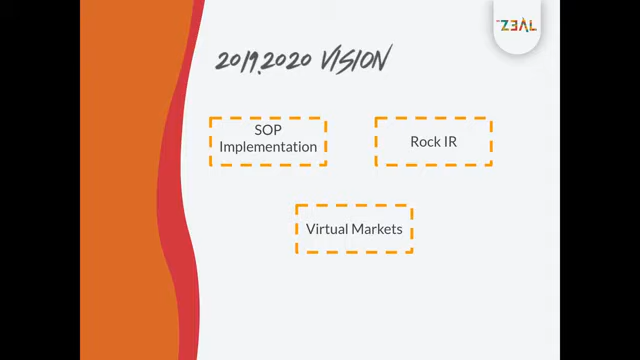 ZEAL
2019.2020 VISION
SOP
Implementation
Rock IR
Virtual Markets